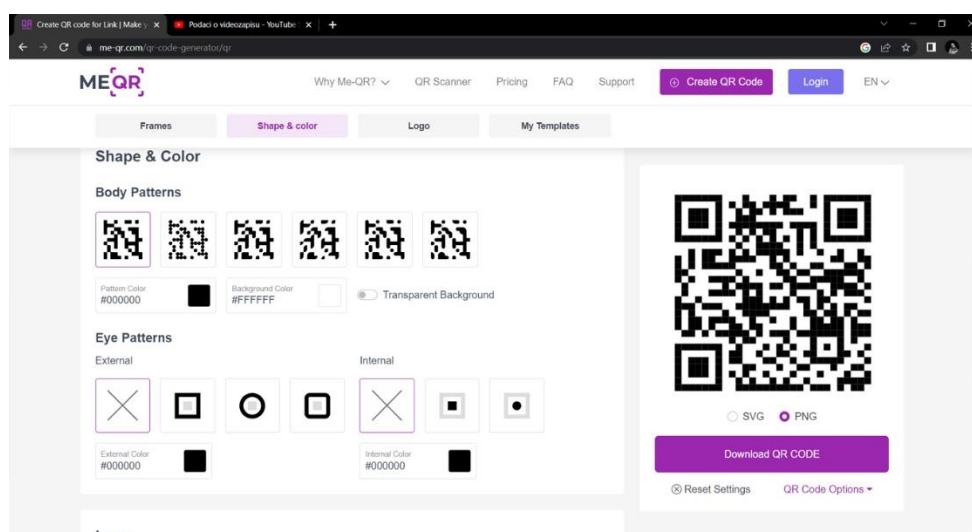 Create QR code for Link | Make y
Podaci o videozapisu - YouTube
me-qr.com/qr-code-generator/qr
MEQR
Why Me-QR?
QR Scanner
Pricing
FAQ
Support
Create QR Code
Login
EN
Frames
Shape & color
Logo
My Templates
Shape & Color
Body Patterns
Pattern Color
#000000
Background Color
#FFFFFF
Transparent Background
Eye Patterns
External
Internal
External Color
#000000
Internal Color
#000000
SVG
PNG
Download QR CODE
Reset Settings
QR Code Options